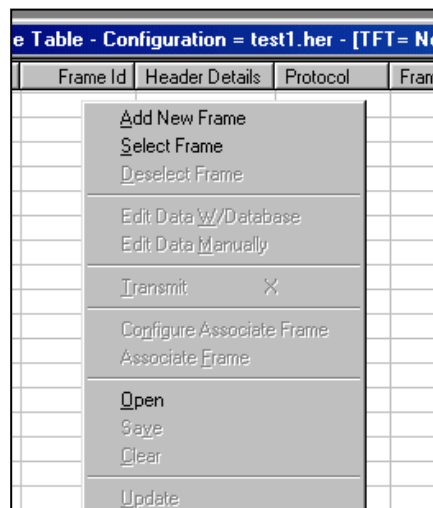 e Table - Configuration = test1.her - [TFT= N
Frame Id Header Details Protocol Fram
Add New Frame
Select Frame
Deselect Frame
Edit Data W/Database
Edit Data Manually
Transmit X
Configure Associate Frame
Associate Frame
Open
Save
Clear
Update